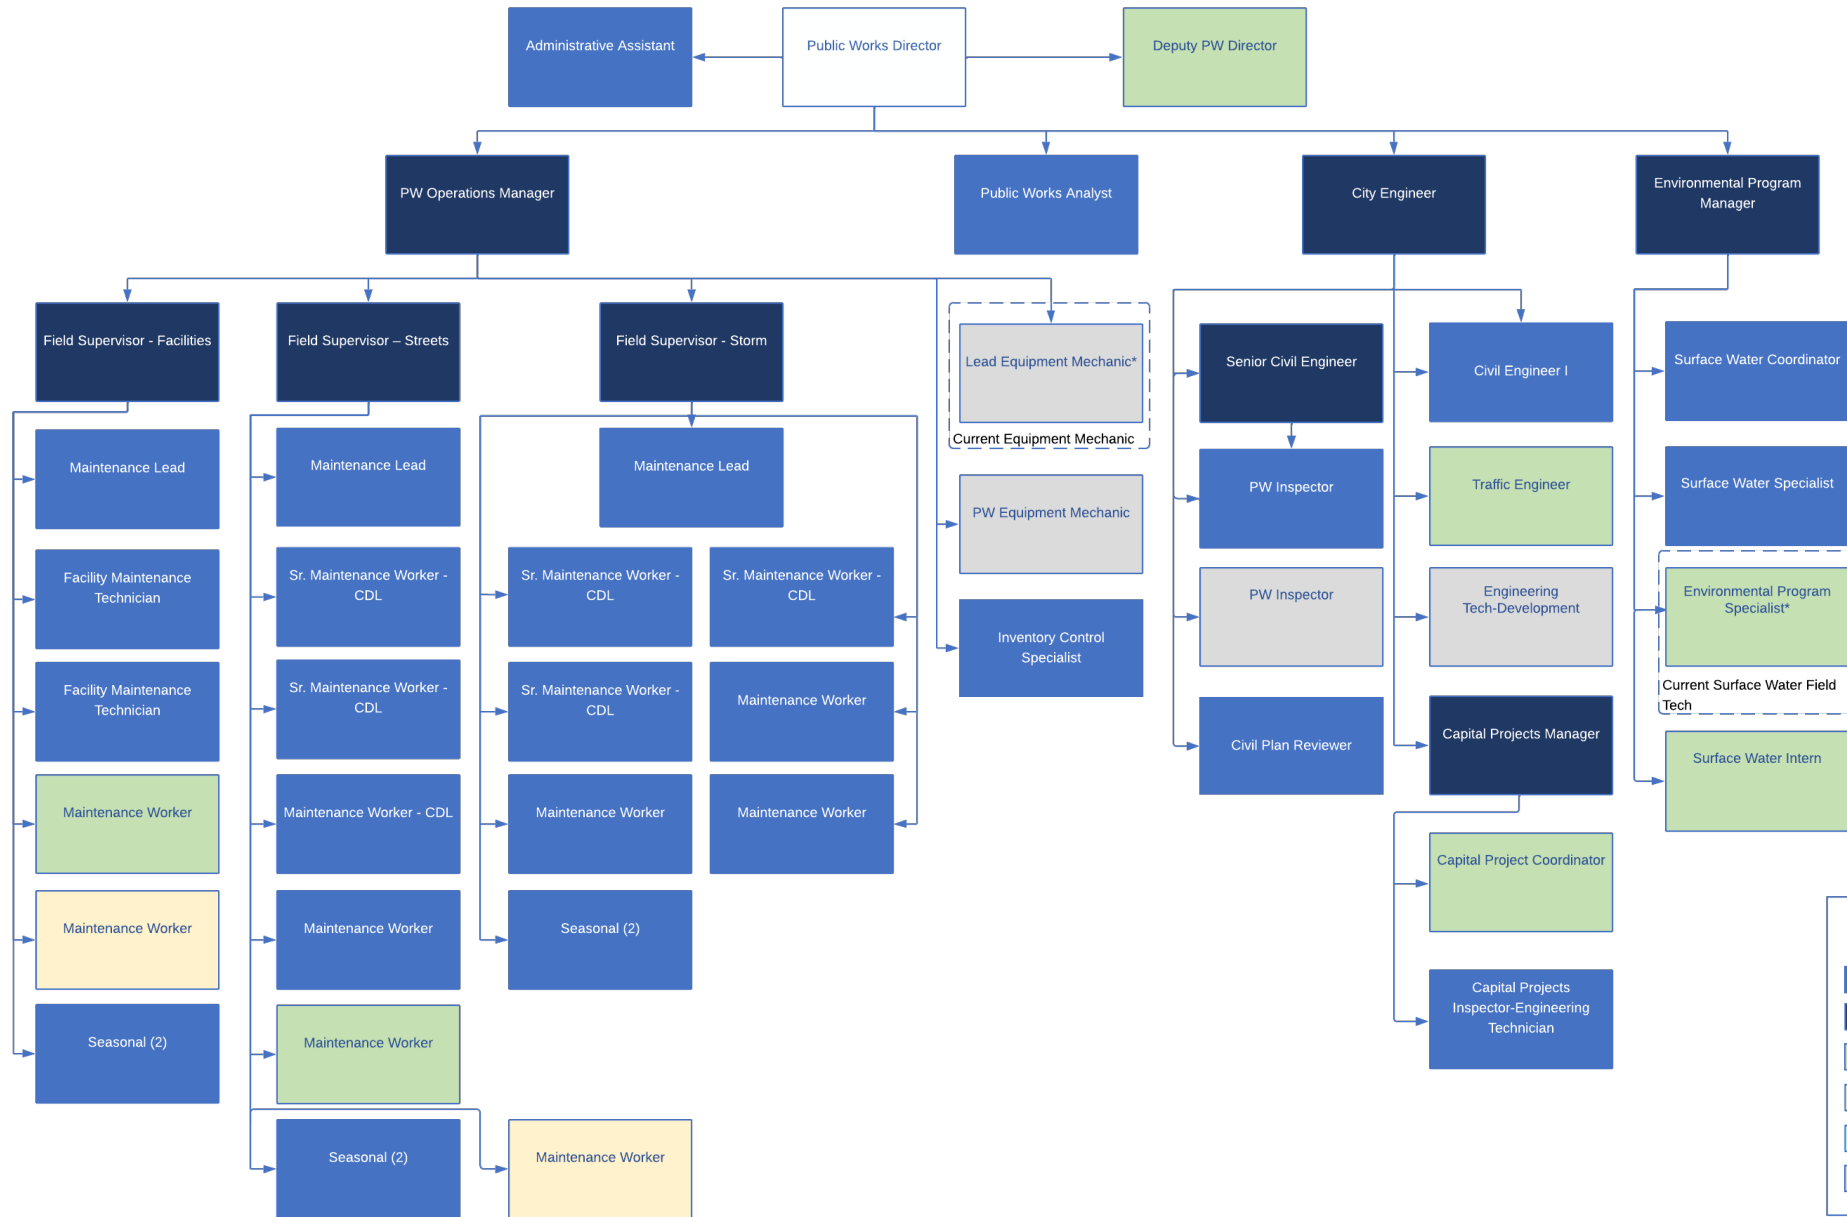 Administrative Assistant
Public Works Director
Deputy PW Director
PW Operations Manager
Public Works Analyst
City Engineer
Environmental Program
Manager
Field Supervisor - Facilities
Field Supervisor – Streets
Field Supervisor - Storm
Lead Equipment Mechanic*
Current Equipment Mechanic
Senior Civil Engineer
Civil Engineer I
Surface Water Coordinator
Maintenance Lead
Maintenance Lead
Maintenance Lead
PW Equipment Mechanic
PW Inspector
Traffic Engineer
Surface Water Specialist
Facility Maintenance
Technician
Sr. Maintenance Worker -
CDL
Sr. Maintenance Worker -
CDL
Sr. Maintenance Worker -
CDL
Inventory Control
Specialist
PW Inspector
Engineering
Tech-Development
Environmental Program
Specialist*
Current Surface Water Field
Tech
Facility Maintenance
Technician
Sr. Maintenance Worker -
CDL
Sr. Maintenance Worker -
CDL
Maintenance Worker
Civil Plan Reviewer
Capital Projects Manager
Surface Water Intern
Maintenance Worker
Maintenance Worker - CDL
Maintenance Worker
Maintenance Worker
Capital Project Coordinator
Maintenance Worker
Maintenance Worker
Seasonal (2)
Capital Projects
Inspector-Engineering
Technician
Seasonal (2)
Maintenance Worker
Seasonal (2)
Maintenance Worker